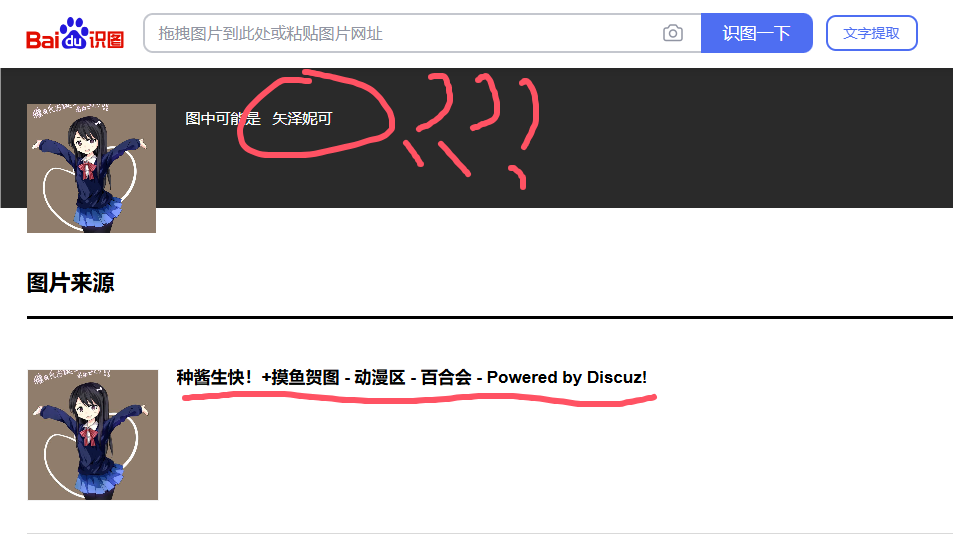 Bai du 识图
拖拽图片到此处或粘贴图片网址
识图一下
文字提取
图中可能是 矢泽妮可
???
图片来源
种酱生快！+摸鱼贺图 - 动漫区 - 百合会 - Powered by Discuz!